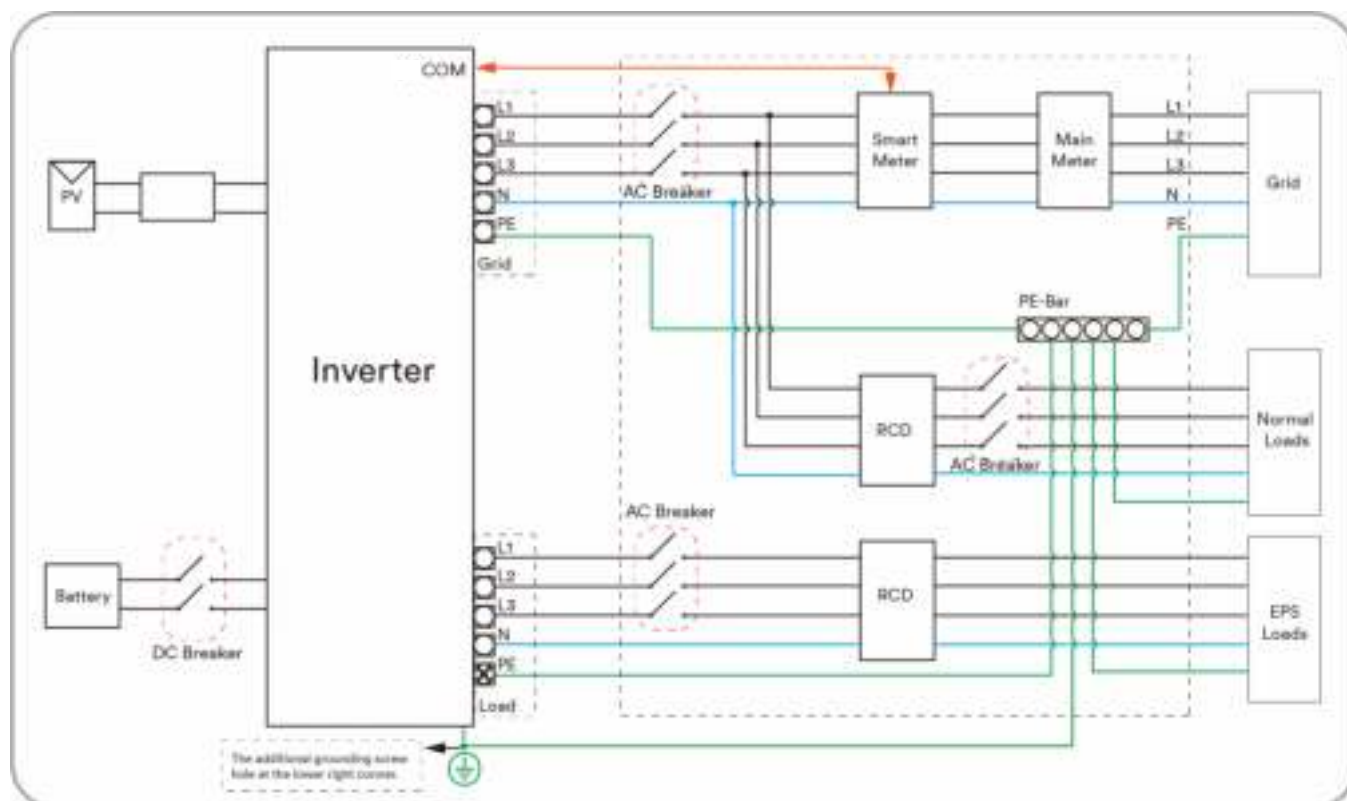 COM
L1
L2
L3
N
PE
Grid
AC Breaker
Smart
Meter
Main
Meter
L1
L2
L3
N
PE
Grid
PV
PE-Bar
Inverter
RCD
AC Breaker
Normal
Loads
AC Breaker
L1
L2
L3
N
PE
Load
RCD
EPS
Loads
Battery
DC Breaker
The additional grounding screw
hole at the lower right corner.